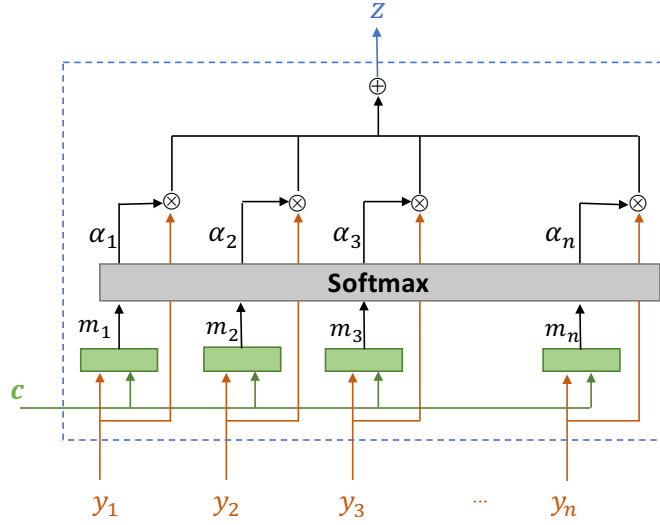 z
α₁ α₂ α₃ αₙ
Softmax
m₁ m₂ m₃ mₙ
c
y₁ y₂ y₃ ... yₙ